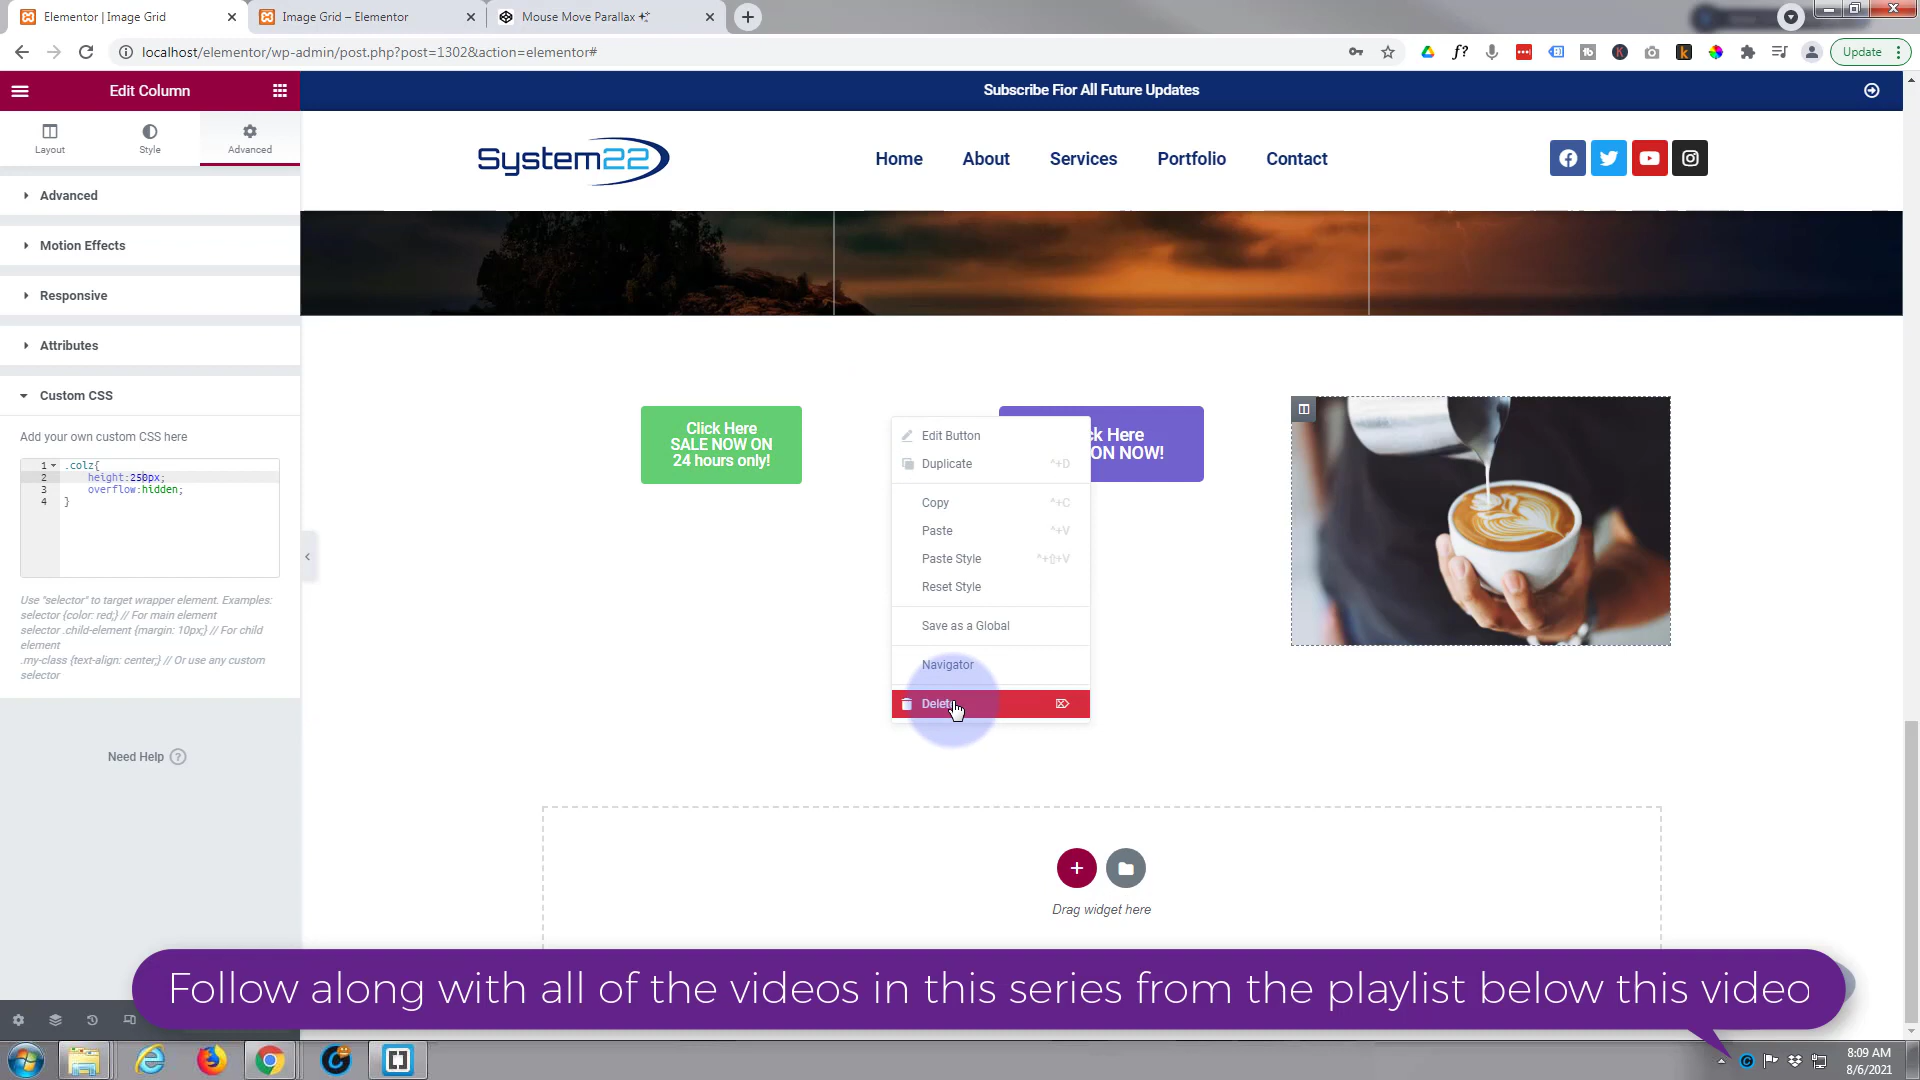 Elementor | Image Grid
Image Grid – Elementor
Mouse Move Parallax
localhost/elementor/wp-admin/post.php?post=1302&action=elementor#
f?
Update
Edit Column
Layout
Style
Advanced
Advanced
Motion Effects
Responsive
Attributes
Custom CSS
Add your own custom CSS here
1 .colz{
2 height:250px;
3 overflow:hidden;
4 }
Use "selector" to target wrapper element. Examples:
selector {color: red;} // For main element
selector .child-element {margin: 10px;} // For child
element
.my-class {text-align: center;} // Or use any custom
selector
Need Help ?
Subscribe Fior All Future Updates
System22
Home
About
Services
Portfolio
Contact
Click Here
SALE NOW ON
24 hours only!
ck Here
ON NOW!
Edit Button
Duplicate ^+D
Copy ^+C
Paste ^+V
Paste Style ^+⇧+V
Reset Style
Save as a Global
Navigator
Delete
Drag widget here
Follow along with all of the videos in this series from the playlist below this video
8:09 AM
8/6/2021